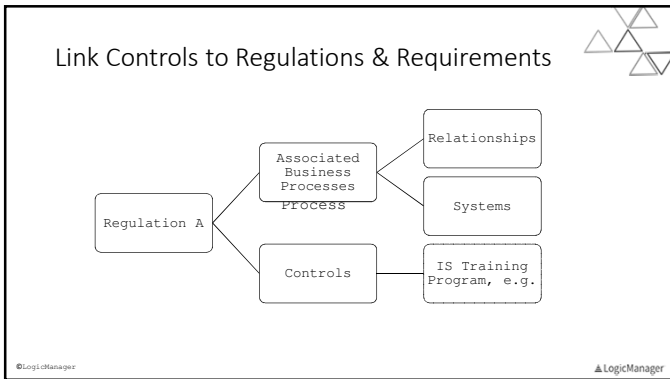 Link Controls to Regulations & Requirements
Relationships
Associated
Business
Processes
Process
Systems
Regulation A
Controls
IS Training
Program, e.g.
©LogicManager
LogicManager